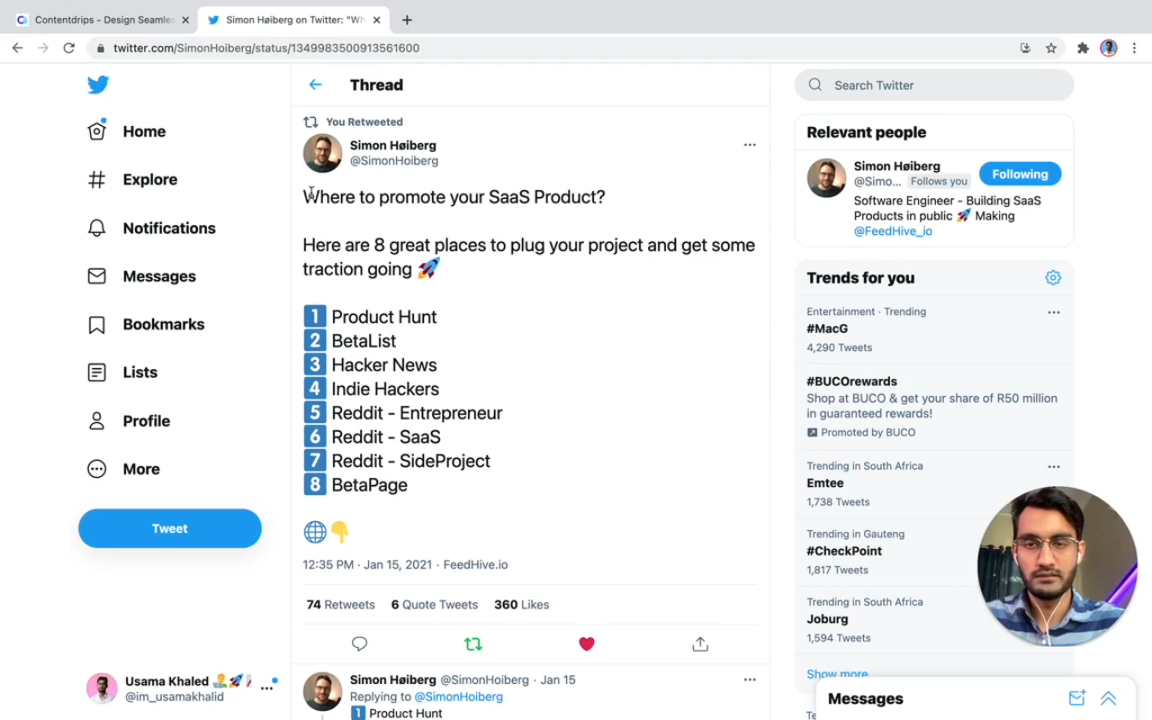 Contentdrips - Design Seamle
Simon Høiberg on Twitter: "Wh
twitter.com/SimonHoiberg/status/1349983500913561600
Home
Explore
Notifications
Messages
Bookmarks
Lists
Profile
More
Tweet
Usama Khaled
@im_usamakhalid
Thread
You Retweeted
Simon Høiberg
@SimonHoiberg
Where to promote your SaaS Product?
Here are 8 great places to plug your project and get some
traction going 🚀
1️⃣ Product Hunt
2️⃣ BetaList
3️⃣ Hacker News
4️⃣ Indie Hackers
5️⃣ Reddit - Entrepreneur
6️⃣ Reddit - SaaS
7️⃣ Reddit - SideProject
8️⃣ BetaPage
🌐👇
12:35 PM · Jan 15, 2021 · FeedHive.io
74 Retweets 6 Quote Tweets 360 Likes
Simon Høiberg @SimonHoiberg · Jan 15
Replying to @SimonHoiberg
1️⃣ Product Hunt
Search Twitter
Relevant people
Simon Høiberg
@Simo... Follows you
Following
Software Engineer - Building SaaS
Products in public 🚀 Making
@FeedHive_io
Trends for you
Entertainment · Trending
#MacG
4,290 Tweets
#BUCOrewards
Shop at BUCO & get your share of R50 million
in guaranteed rewards!
Promoted by BUCO
Trending in South Africa
Emtee
1,738 Tweets
Trending in Gauteng
#CheckPoint
1,817 Tweets
Trending in South Africa
Joburg
1,594 Tweets
Show more
Messages